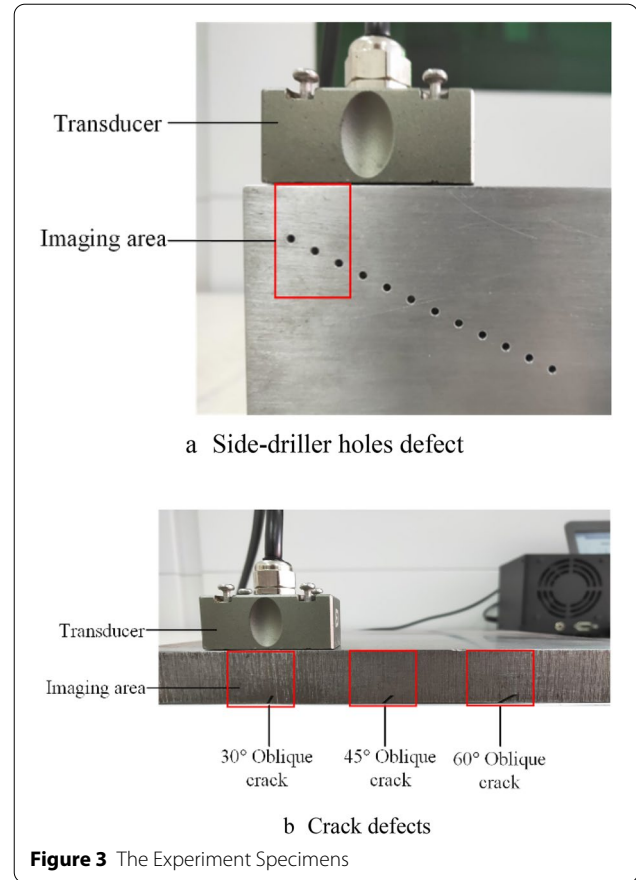 Transducer
Imaging area
a Side-driller holes defect
Transducer
Imaging area
30° Oblique
crack
45° Oblique
crack
60° Oblique
crack
b Crack defects
Figure 3 The Experiment Specimens